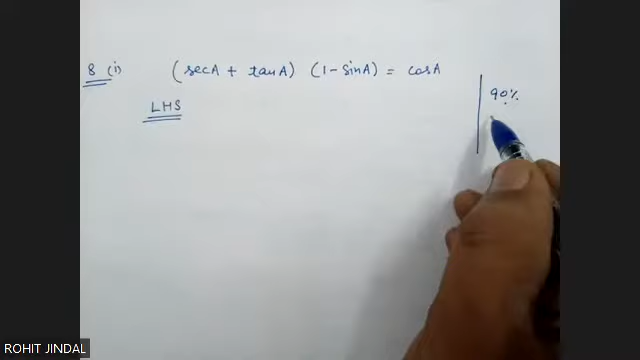 8 (i) (secA + tanA) (1 - sinA) = cosA
LHS
90%
ROHIT JINDAL